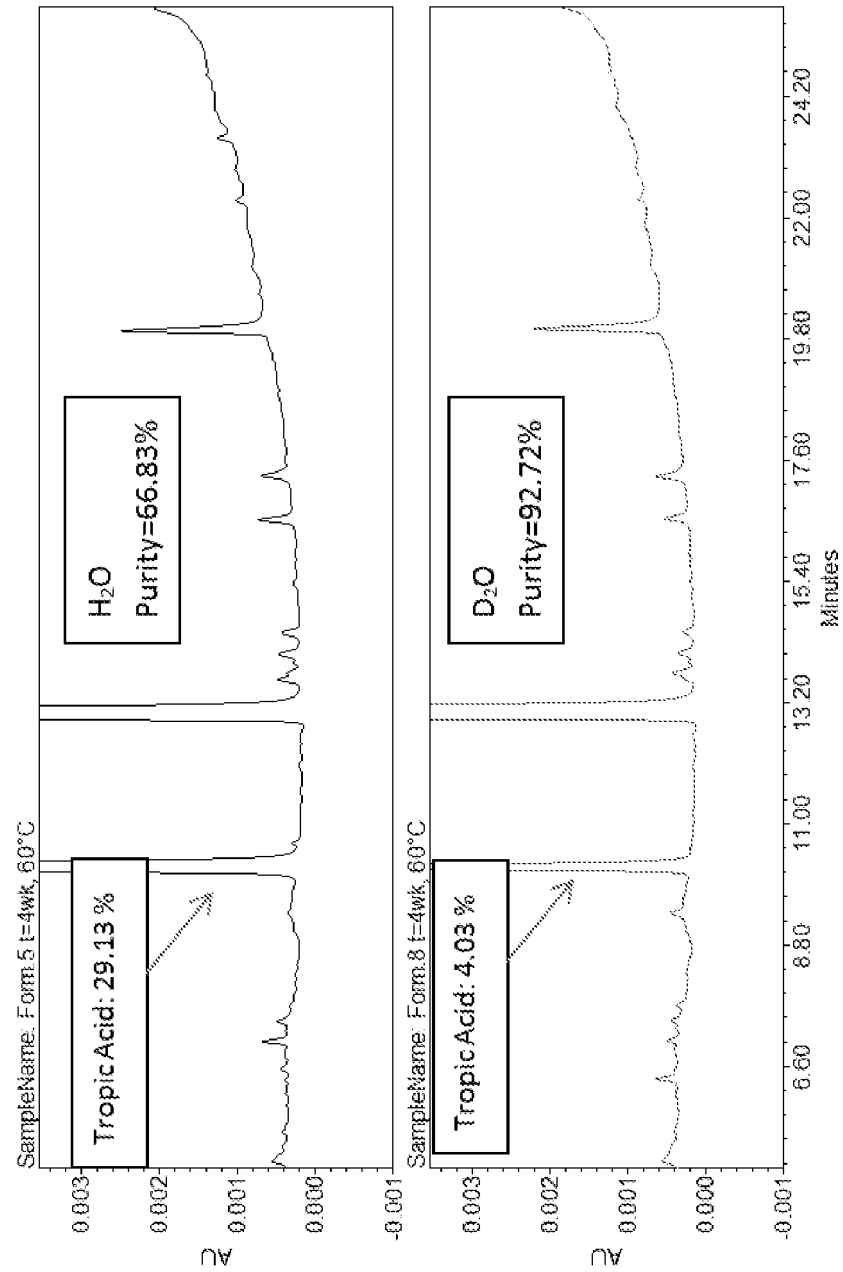 SampleName: Form.5 t=4wk, 60°C
Tropic Acid: 29.13 %
H₂O
Purity=66.83%
AU
0.003
0.002
0.001
0.000
-0.001
SampleName: Form.8 t=4wk, 60°C
Tropic Acid: 4.03 %
D₂O
Purity=92.72%
AU
0.003
0.002
0.001
0.000
-0.001
6.60
8.80
11.00
13.20
15.40
17.60
19.80
22.00
24.20
Minutes